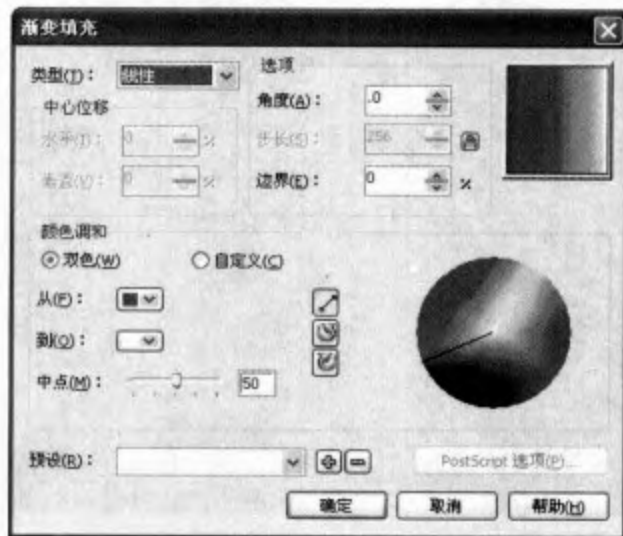 渐变填充
类型(T)： 线性
选项
中心位移
水平(I)： 0 %
垂直(V)： 0 %
角度(A)： .0
步长(S)： 256
边界(E)： 0 %
颜色调和
双色(W) 自定义(C)
从(F)：
到(O)：
中点(M)： 50
预设(R)：
PostScript 选项(P)...
确定 取消 帮助(H)